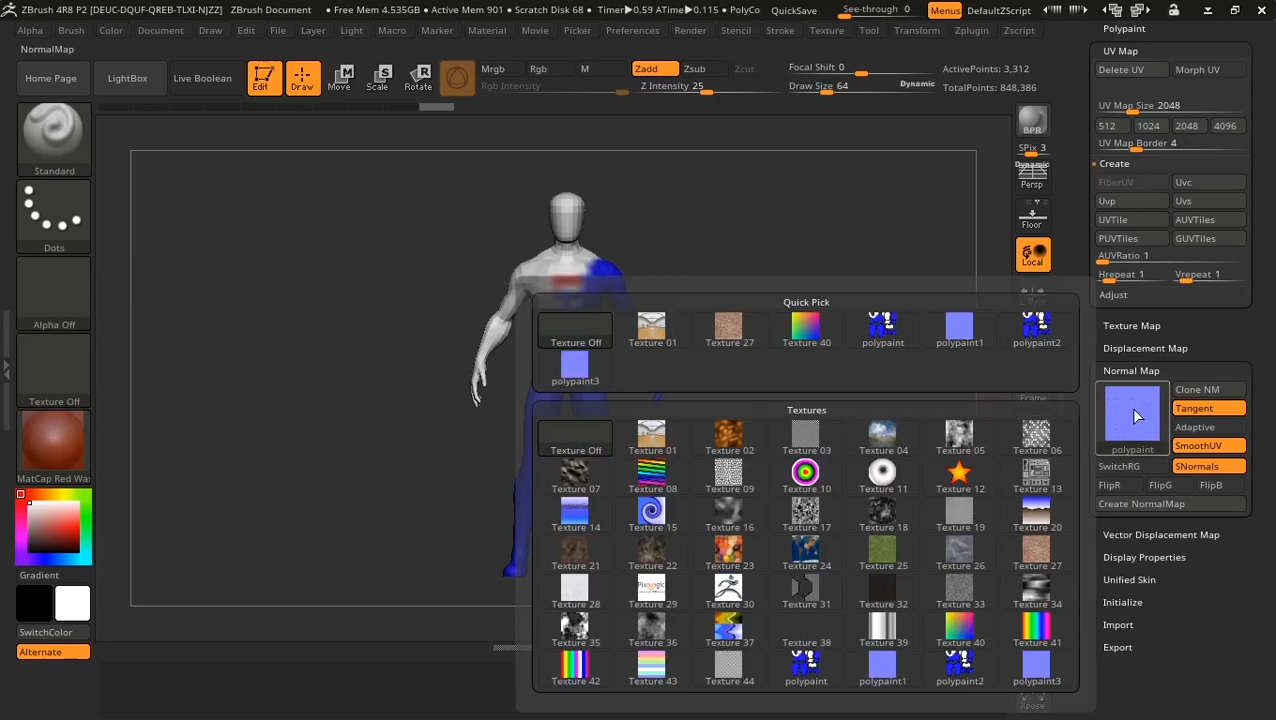 ZBrush 4R8 P2 [DEUC-DQUF-QREB-TLXI-NJZZ] ZBrush Document • Free Mem 4.535GB • Active Mem 901 • Scratch Disk 68 • Timer▶0.59 ATime▶0.115 • PolyCo QuickSave See-through 0 Menus DefaultZScript
Alpha Brush Color Document Draw Edit File Layer Light Macro Marker Material Movie Picker Preferences Render Stencil Stroke Texture Tool Transform Zplugin Zscript
NormalMap
Home Page LightBox Live Boolean Edit Draw Move Scale Rotate
Mrgb Rgb M Zadd Zsub Zcut Focal Shift 0 ActivePoints: 3,312
Rgb Intensity Z Intensity 25 Draw Size 64 Dynamic TotalPoints: 848,386
Standard
Dots
Alpha Off
Texture Off
MatCap Red Wa
Gradient
SwitchColor
Alternate
BPR
SPix 3
Dynamic
Persp
Floor
Local
Frame
Xpose
Quick Pick
Texture Off Texture 01 Texture 27 Texture 40 polypaint polypaint1 polypaint2
polypaint3
Textures
Texture Off Texture 01 Texture 02 Texture 03 Texture 04 Texture 05 Texture 06
Texture 07 Texture 08 Texture 09 Texture 10 Texture 11 Texture 12 Texture 13
Texture 14 Texture 15 Texture 16 Texture 17 Texture 18 Texture 19 Texture 20
Texture 21 Texture 22 Texture 23 Texture 24 Texture 25 Texture 26 Texture 27
Texture 28 Texture 29 Texture 30 Texture 31 Texture 32 Texture 33 Texture 34
Texture 35 Texture 36 Texture 37 Texture 38 Texture 39 Texture 40 Texture 41
Texture 42 Texture 43 Texture 44 polypaint polypaint1 polypaint2 polypaint3
Polypaint
UV Map
Delete UV Morph UV
UV Map Size 2048
512 1024 2048 4096
UV Map Border 4
Create
FiberUV Uvc
Uvp Uvs
UVTile AUVTiles
PUVTiles GUVTiles
AUVRatio 1
Hrepeat 1 Vrepeat 1
Adjust
Texture Map
Displacement Map
Normal Map
Clone NM
Tangent
Adaptive
polypaint SmoothUV
SwitchRG SNormals
FlipR FlipG FlipB
Create NormalMap
Vector Displacement Map
Display Properties
Unified Skin
Initialize
Import
Export